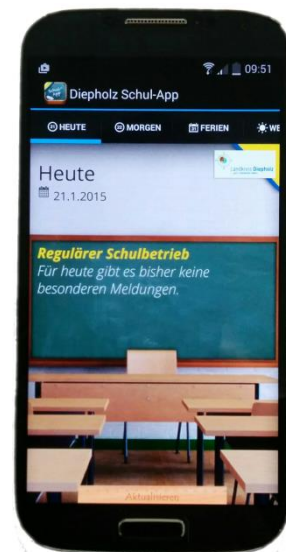 09:51
Diepholz Schul-App
HEUTE MORGEN FERIEN WE
Heute
21.1.2015
Landkreis Diepholz
Regulärer Schulbetrieb
Für heute gibt es bisher keine
besonderen Meldungen.
Aktualisieren